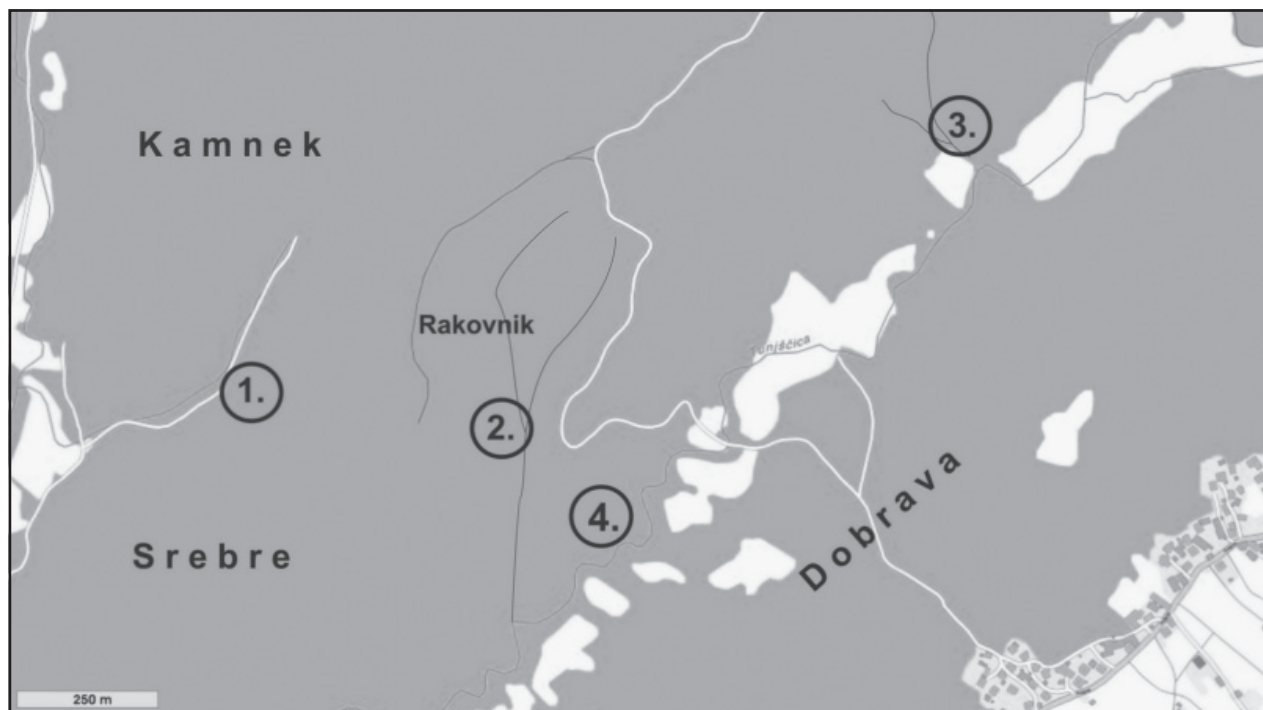 Kamnek
3.
Rakovnik
Tunjščica
1.
2.
4.
Dobrava
Srebre
250 m